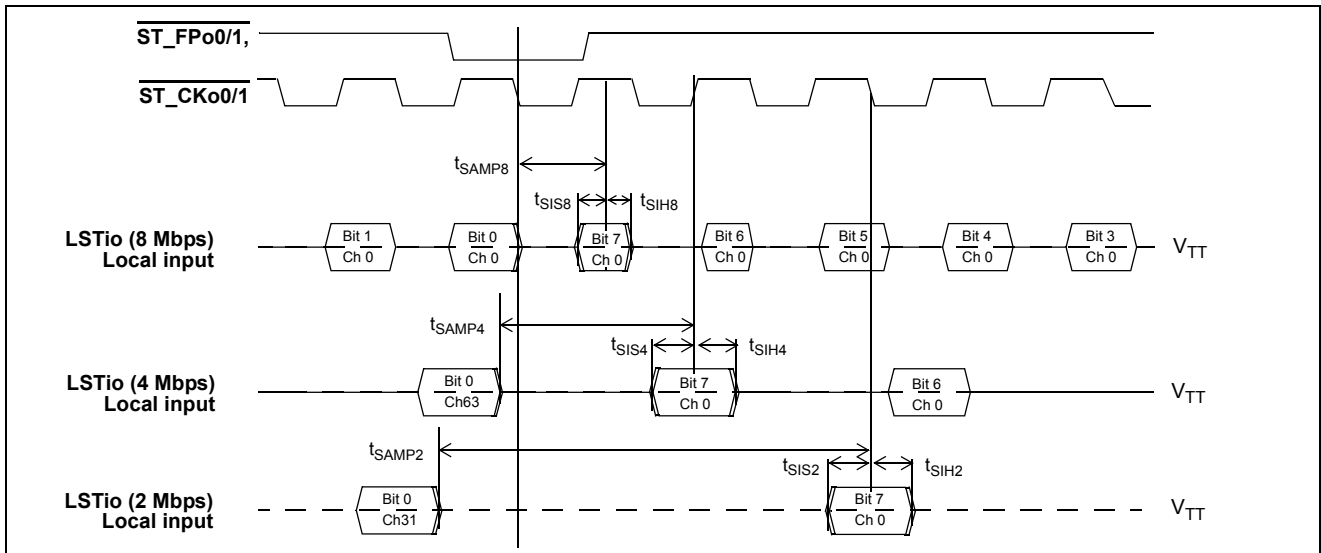 ST_FPo0/1,
ST_CKo0/1
tSAMP8
tSIS8 tSIH8
LSTio (8 Mbps)
Local input
Bit 1
Ch 0
Bit 0
Ch 0
Bit 7
Ch 0
Bit 6
Ch 0
Bit 5
Ch 0
Bit 4
Ch 0
Bit 3
Ch 0
VTT
tSAMP4
tSIS4 tSIH4
LSTio (4 Mbps)
Local input
Bit 0
Ch63
Bit 7
Ch 0
Bit 6
Ch 0
VTT
tSAMP2
tSIS2 tSIH2
LSTio (2 Mbps)
Local input
Bit 0
Ch31
Bit 7
Ch 0
VTT